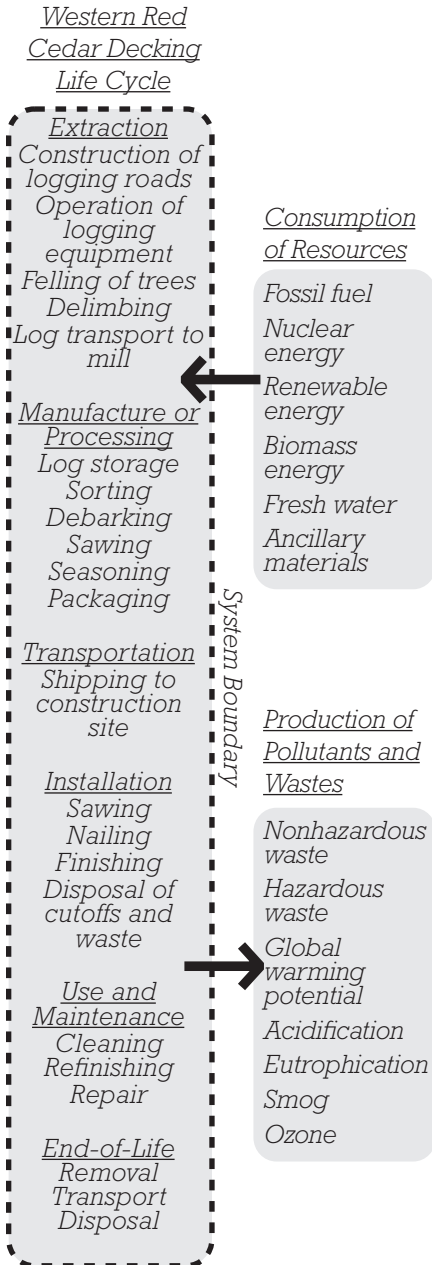 Western Red
Cedar Decking
Life Cycle
Extraction
Construction of
logging roads
Operation of
logging
equipment
Felling of trees
Delimbing
Log transport to
mill
Manufacture or
Processing
Log storage
Sorting
Debarking
Sawing
Seasoning
Packaging
Transportation
Shipping to
construction
site
Installation
Sawing
Nailing
Finishing
Disposal of
cutoffs and
waste
Use and
Maintenance
Cleaning
Refinishing
Repair
End-of-Life
Removal
Transport
Disposal
System Boundary
Consumption
of Resources
Fossil fuel
Nuclear
energy
Renewable
energy
Biomass
energy
Fresh water
Ancillary
materials
Production of
Pollutants and
Wastes
Nonhazardous
waste
Hazardous
waste
Global
warming
potential
Acidification
Eutrophication
Smog
Ozone